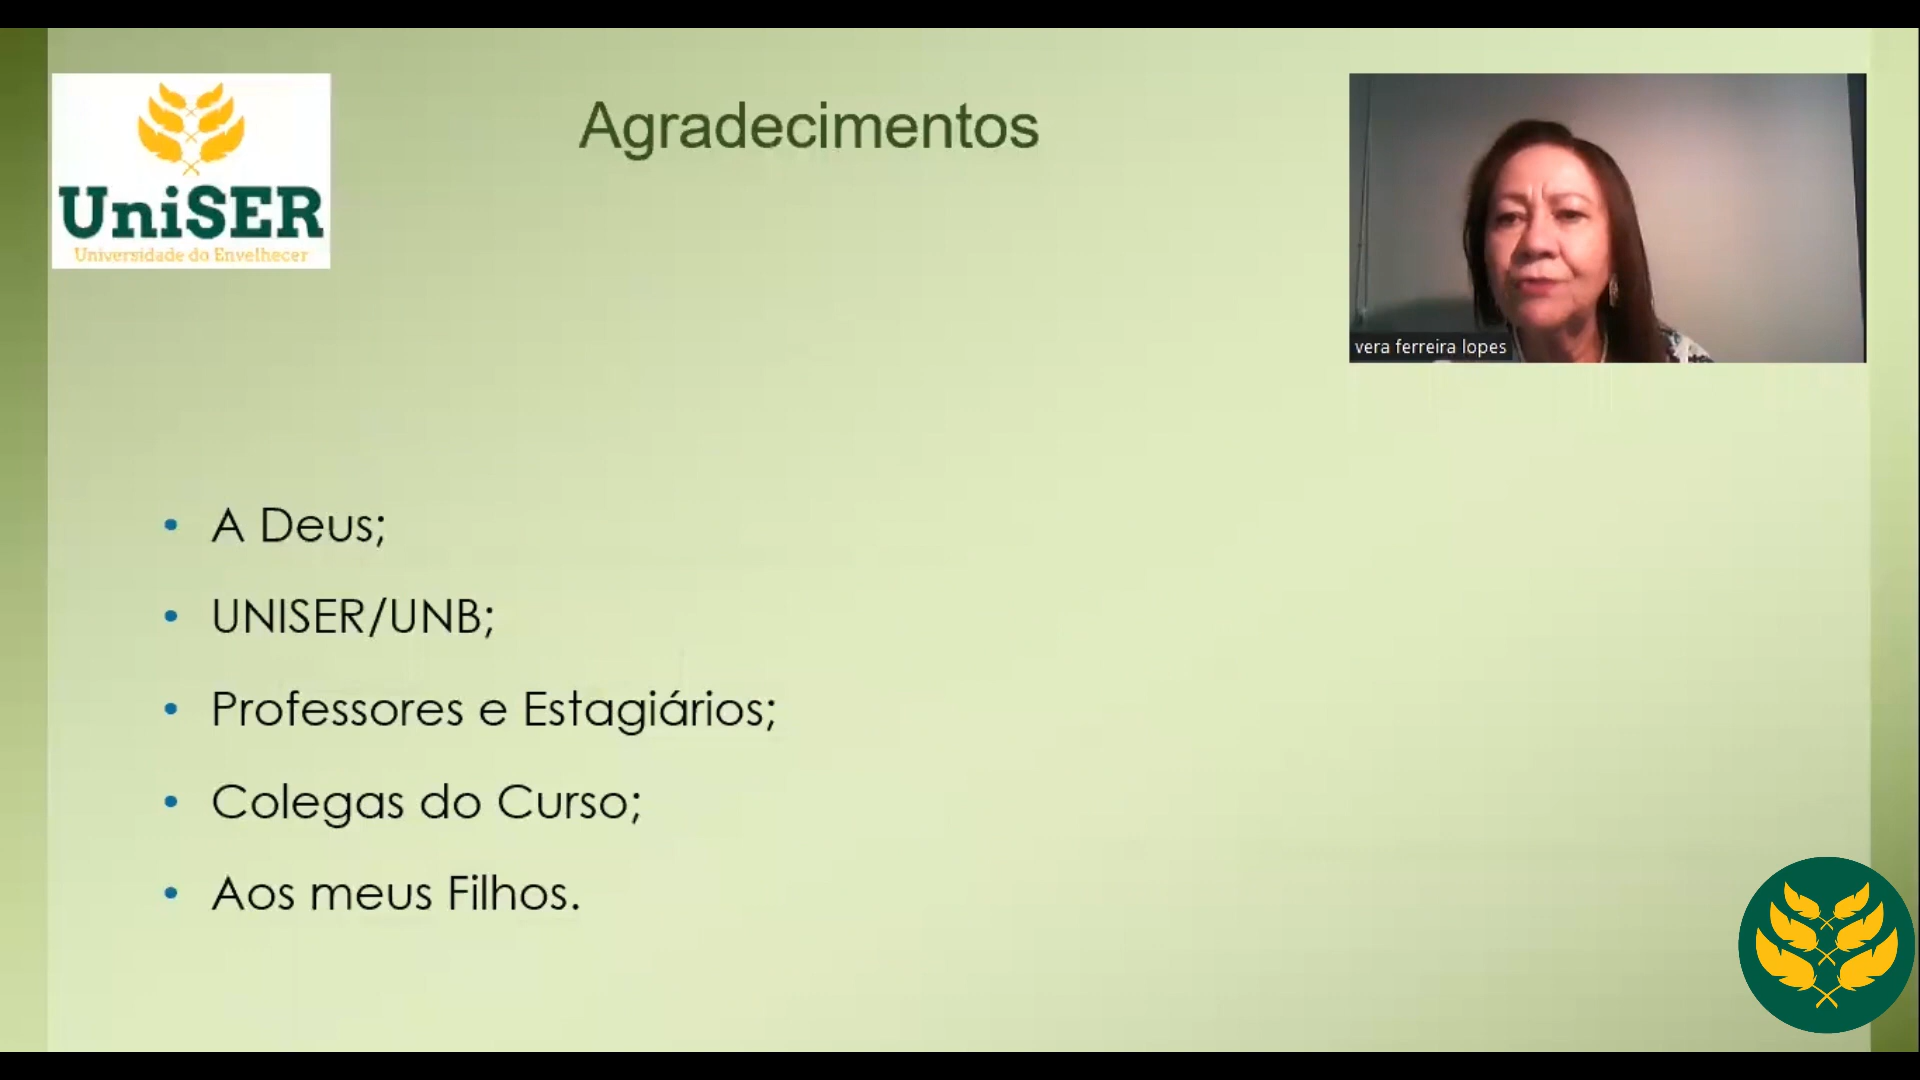 UniSER
Universidade do Envelhecer
Agradecimentos
vera ferreira lopes
• A Deus;
• UNISER/UNB;
• Professores e Estagiários;
• Colegas do Curso;
• Aos meus Filhos.